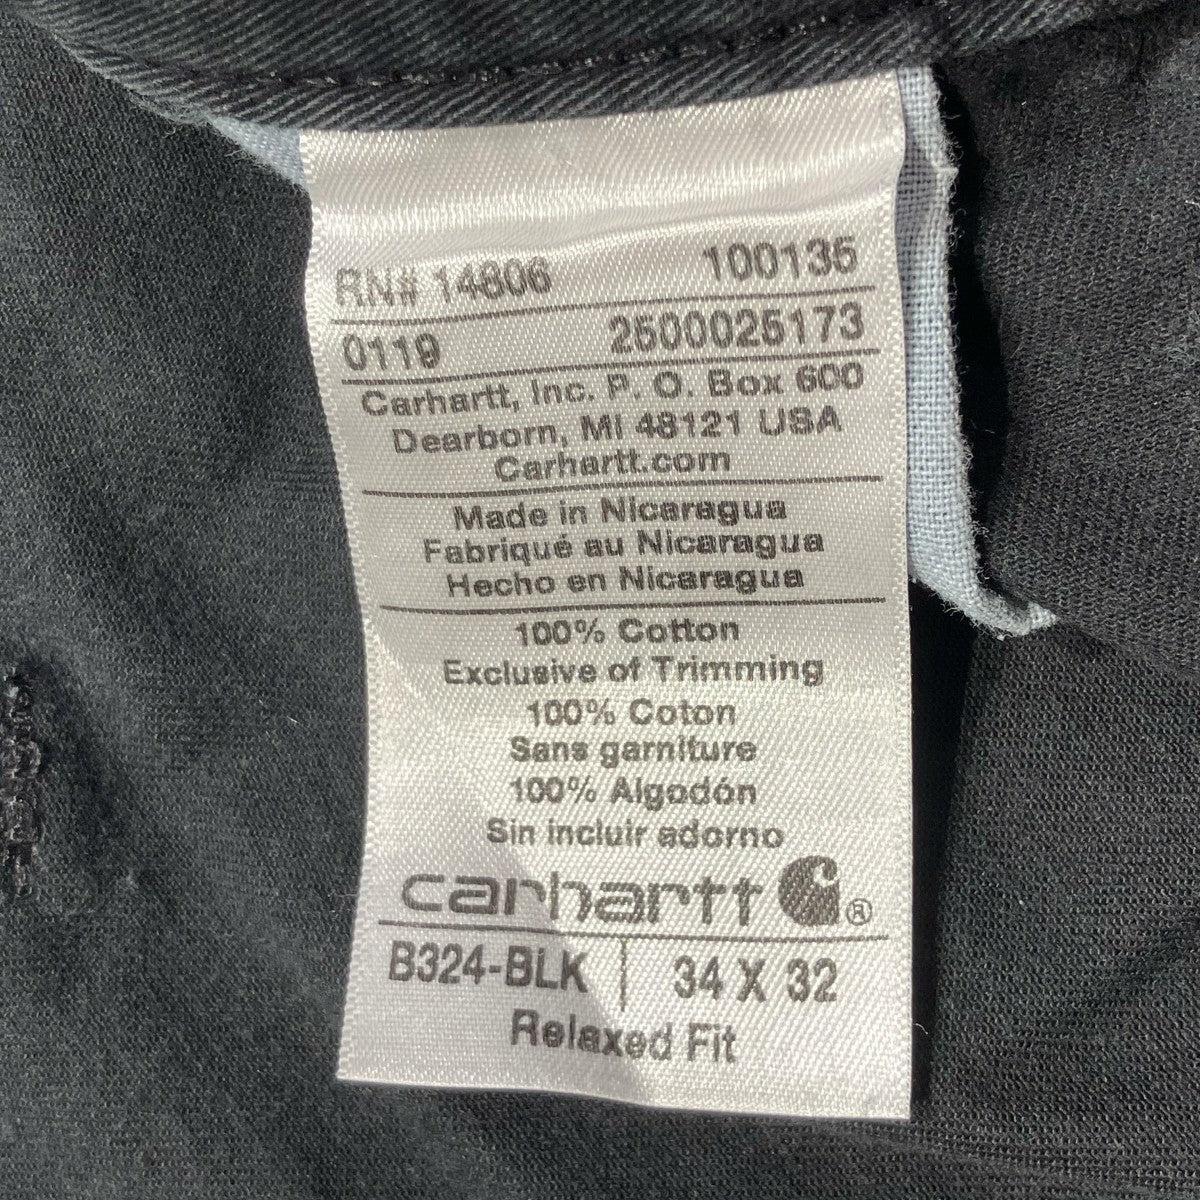 RN# 14806 100135
0119 2500025173
Carhartt, Inc. P. O. Box 600
Dearborn, MI 48121 USA
Carhartt.com
Made in Nicaragua
Fabriqué au Nicaragua
Hecho en Nicaragua
100% Cotton
Exclusive of Trimming
100% Coton
Sans garniture
100% Algodón
Sin incluir adorno
carhartt ®
B324-BLK | 34 X 32
Relaxed Fit